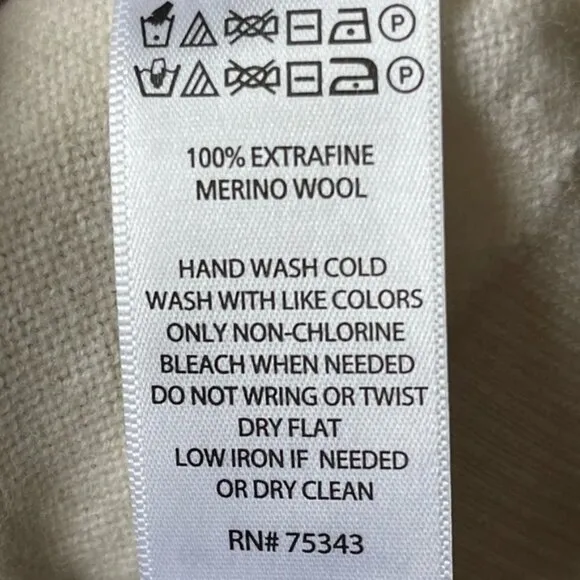 P
P
100% EXTRAFINE
MERINO WOOL
HAND WASH COLD
WASH WITH LIKE COLORS
ONLY NON-CHLORINE
BLEACH WHEN NEEDED
DO NOT WRING OR TWIST
DRY FLAT
LOW IRON IF NEEDED
OR DRY CLEAN
RN# 75343